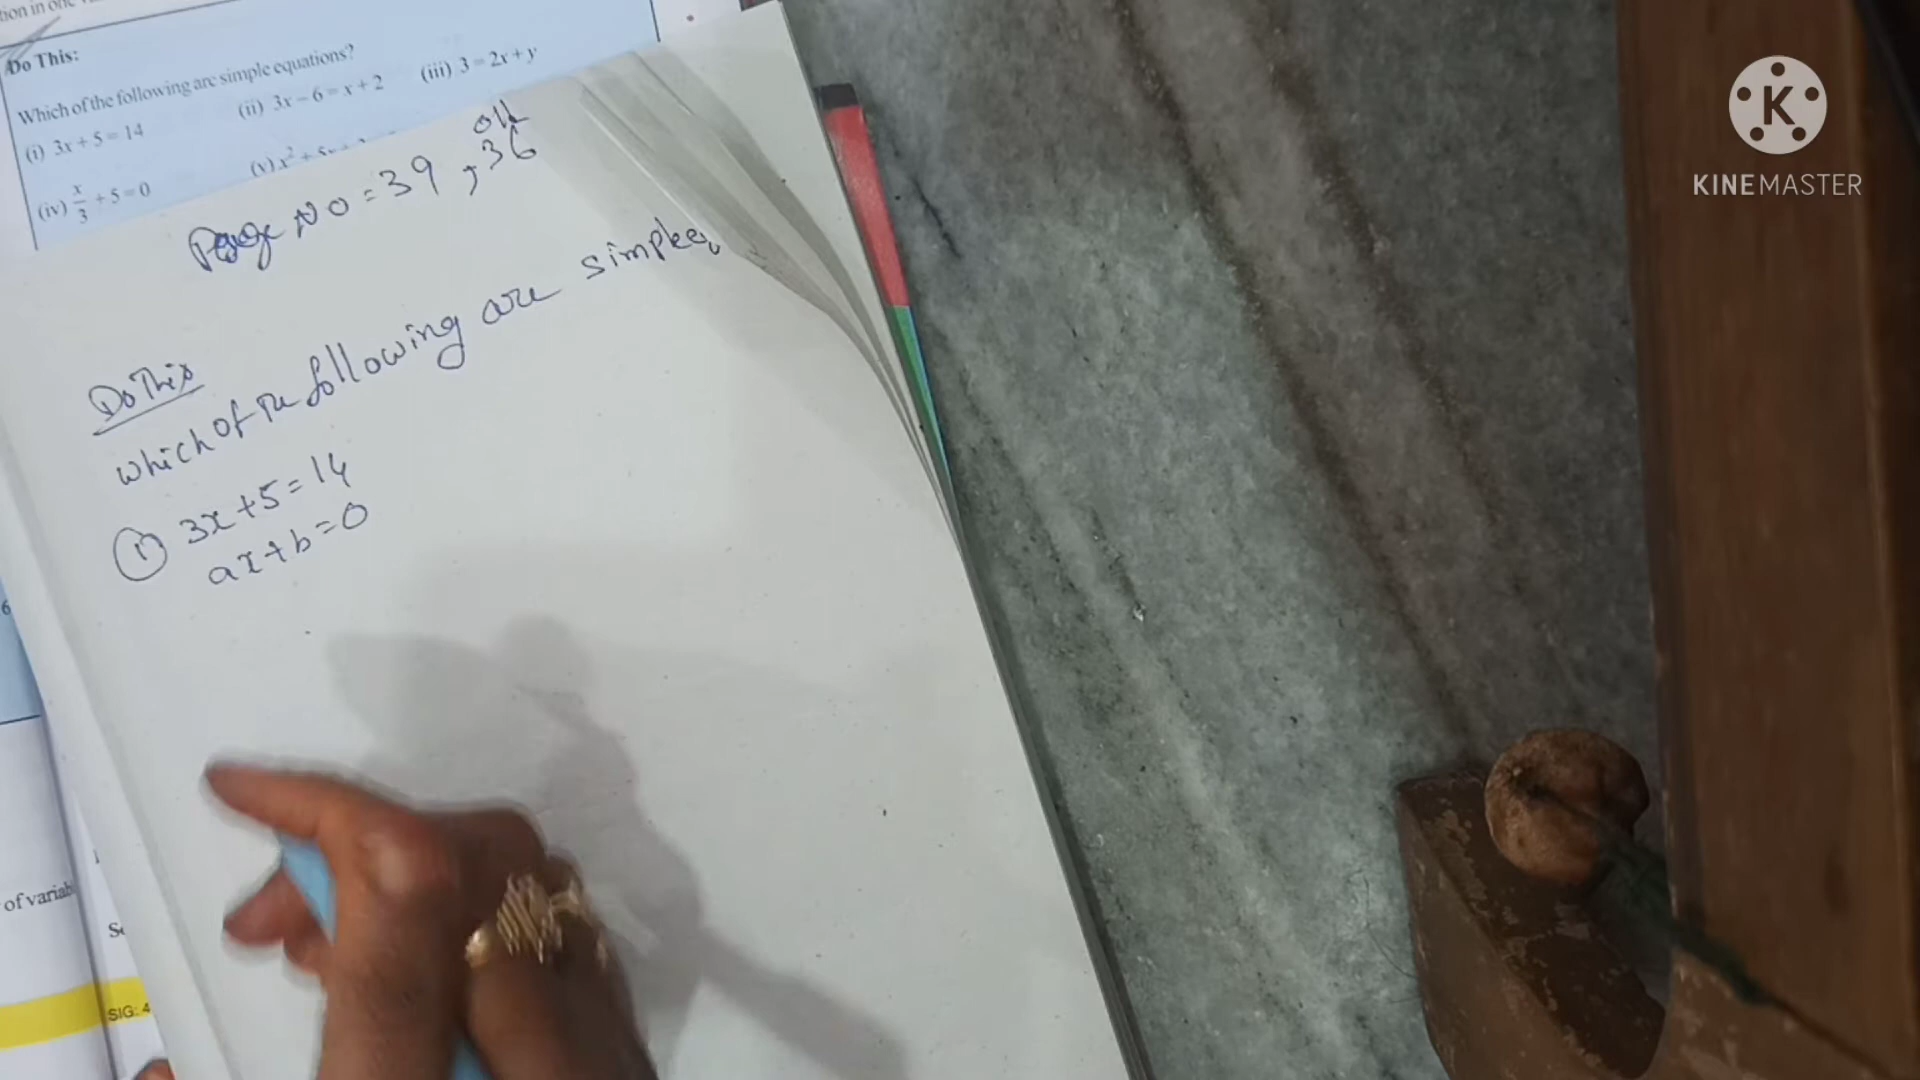 Do This:
Which of the following are simple equations?
(i) 3x + 5 = 14 (ii) 3x – 6 = x + 2 (iii) 3 = 2x + y
(iv) x/3 + 5 = 0 (v) x² + 5x +
Page No = 39, 36
Do This
which of the following are simple
① 3x+5=14
ax+b=0
of variab
SIG: 4
KINEMASTER